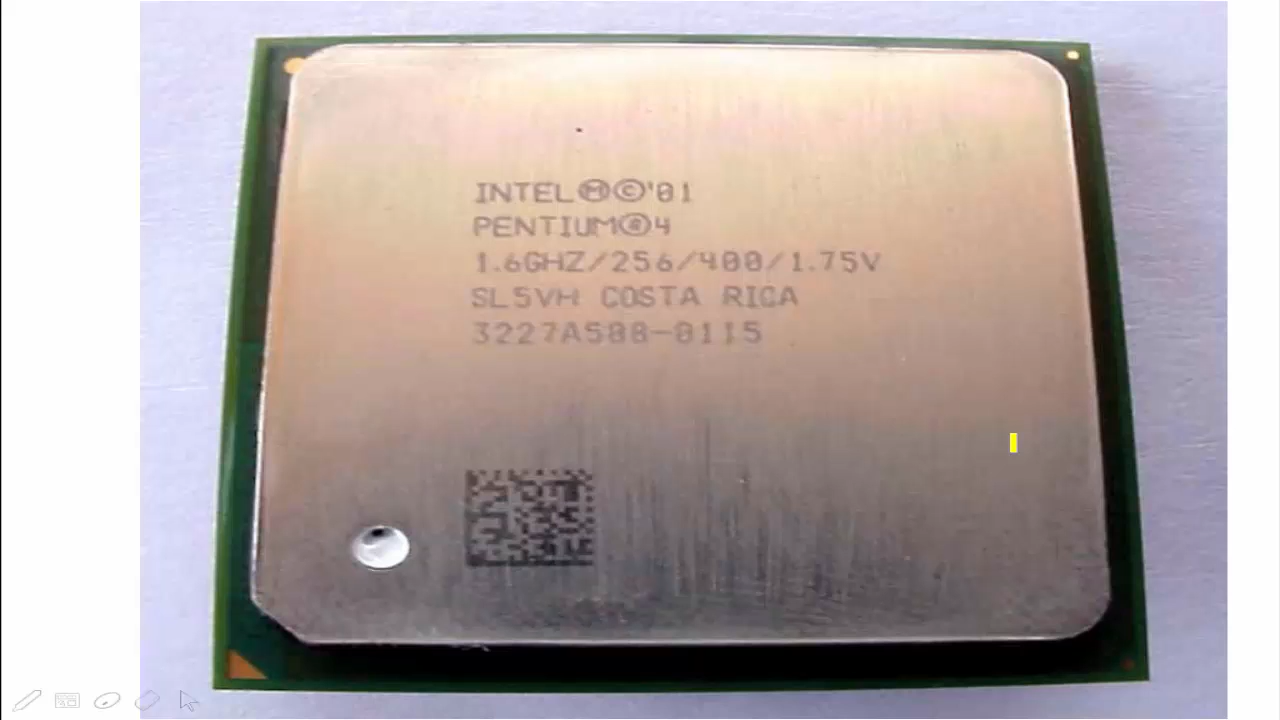 INTEL Ⓜ©'01
PENTIUM®4
1.6GHZ/256/400/1.75V
SL5VH COSTA RICA
3227A588-0115